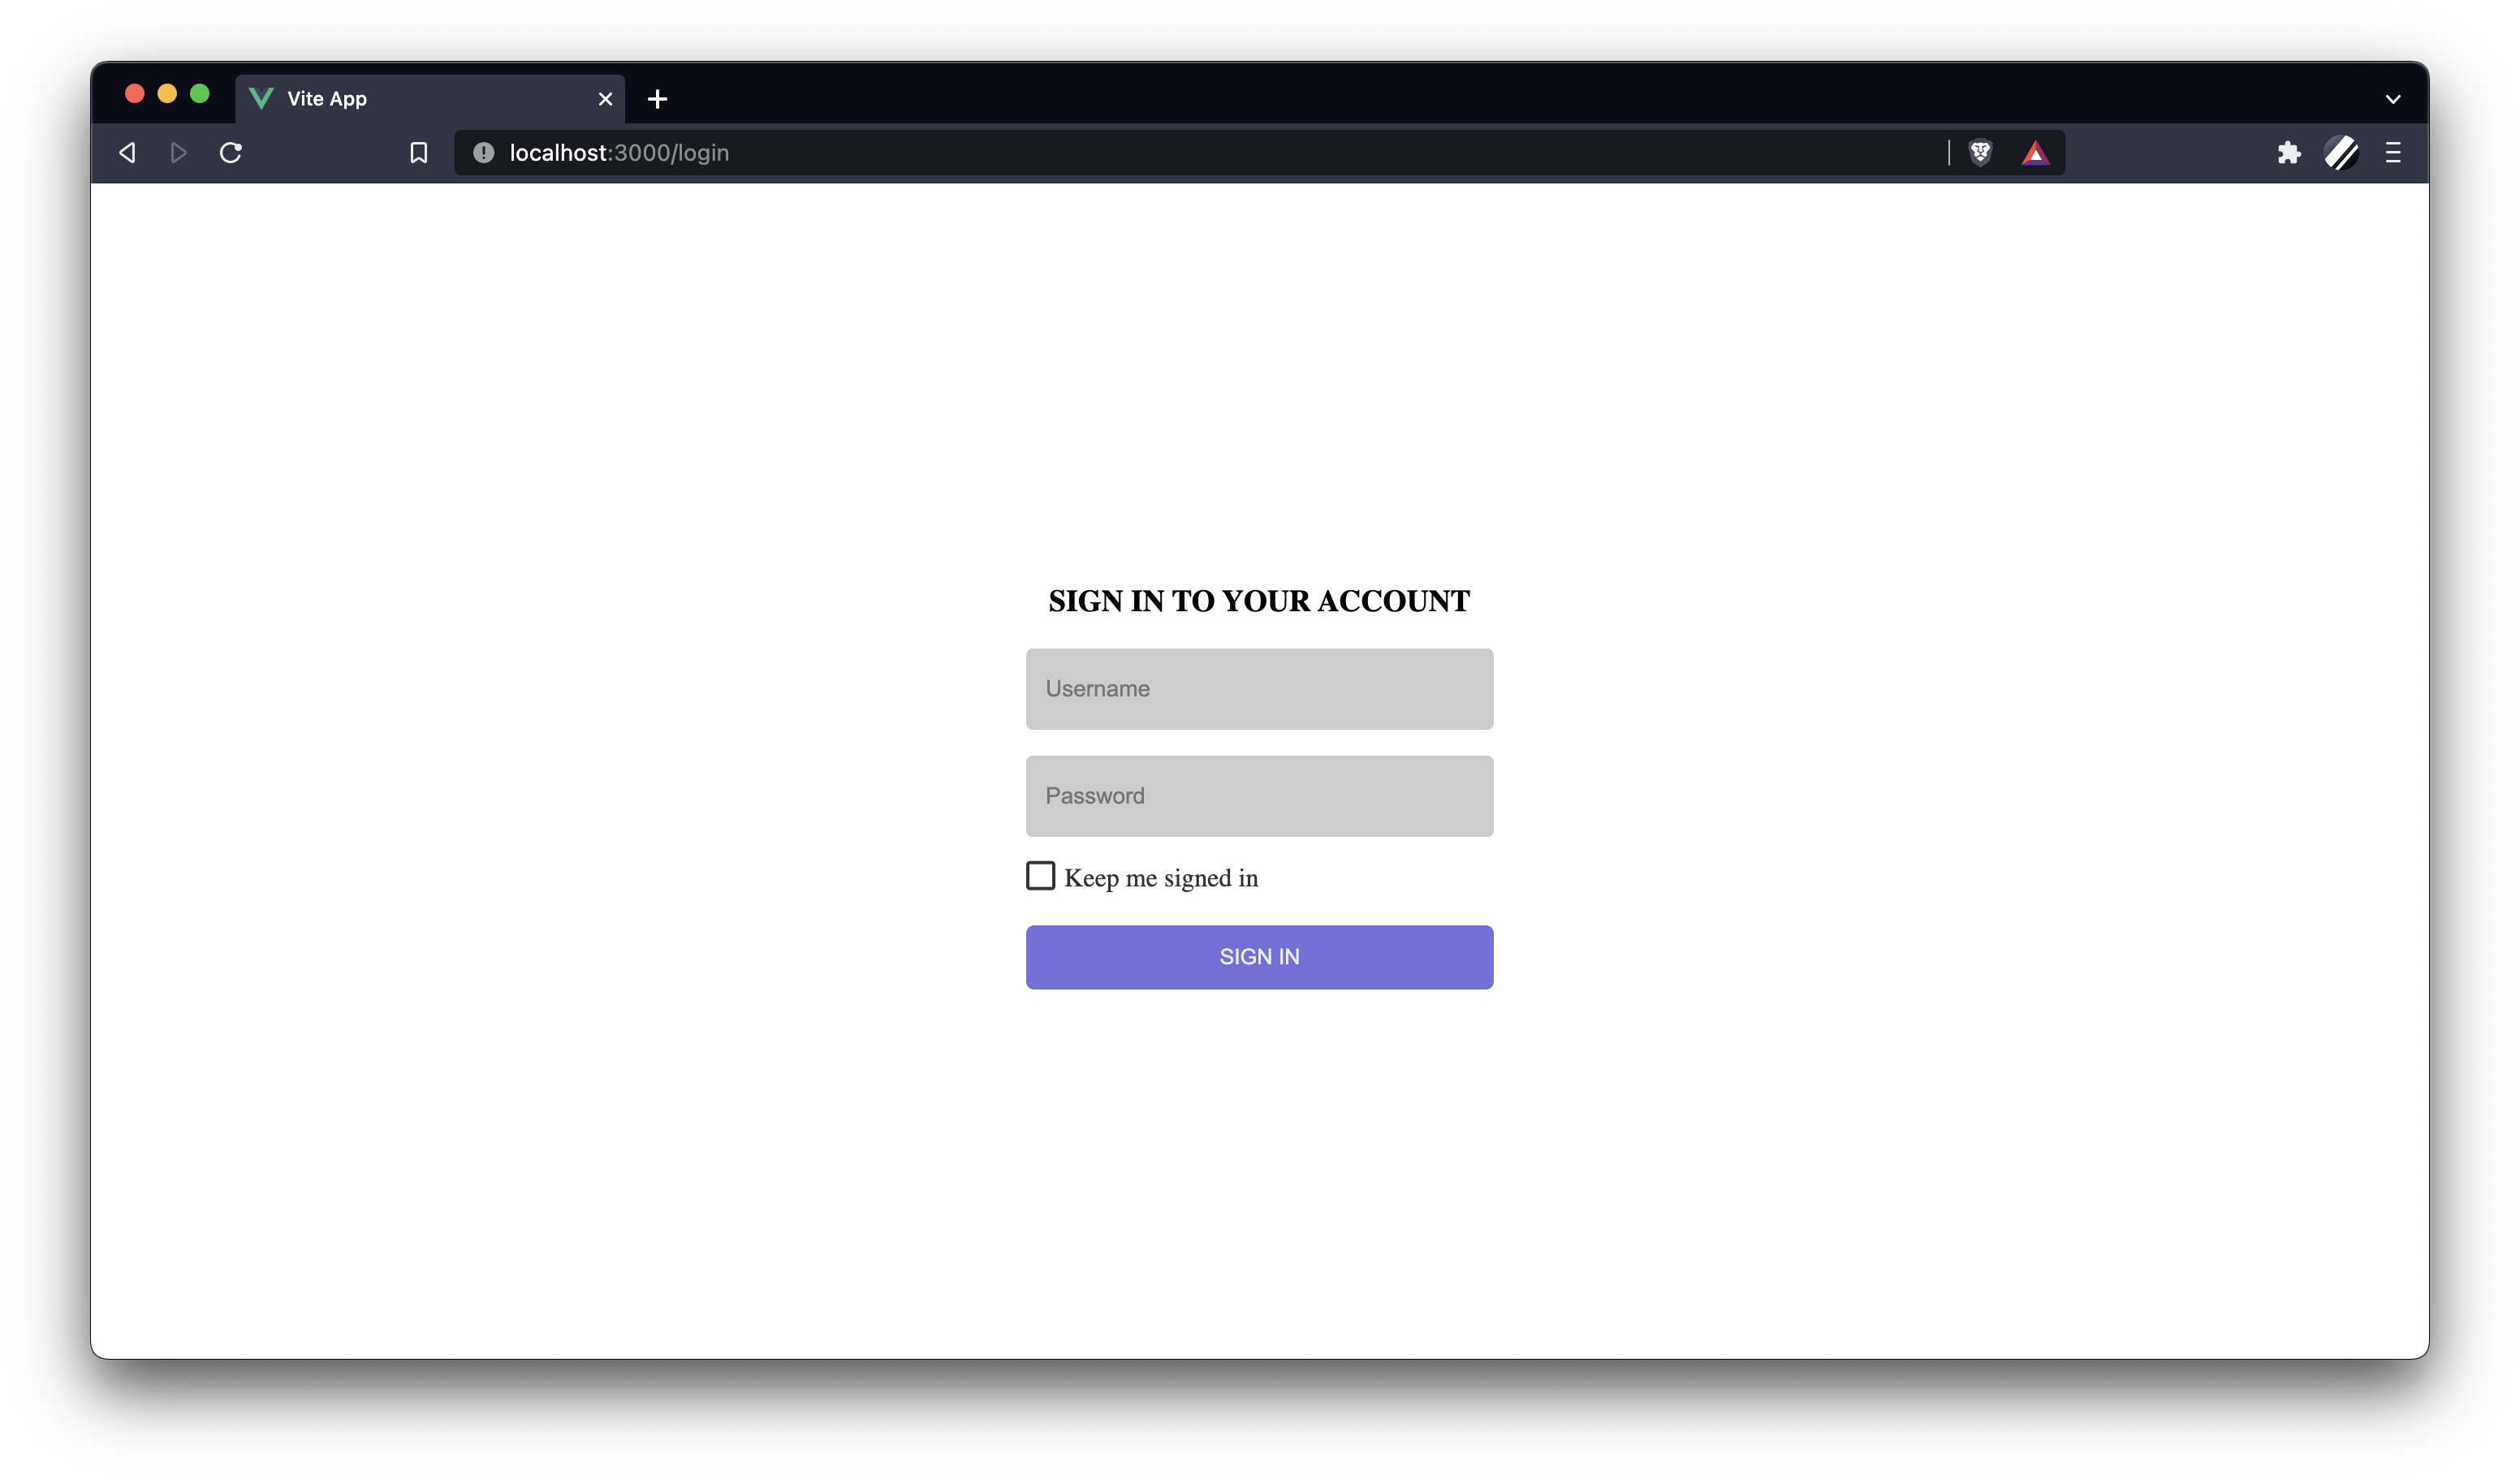 Vite App
localhost:3000/login
SIGN IN TO YOUR ACCOUNT
Username
Password
Keep me signed in
SIGN IN